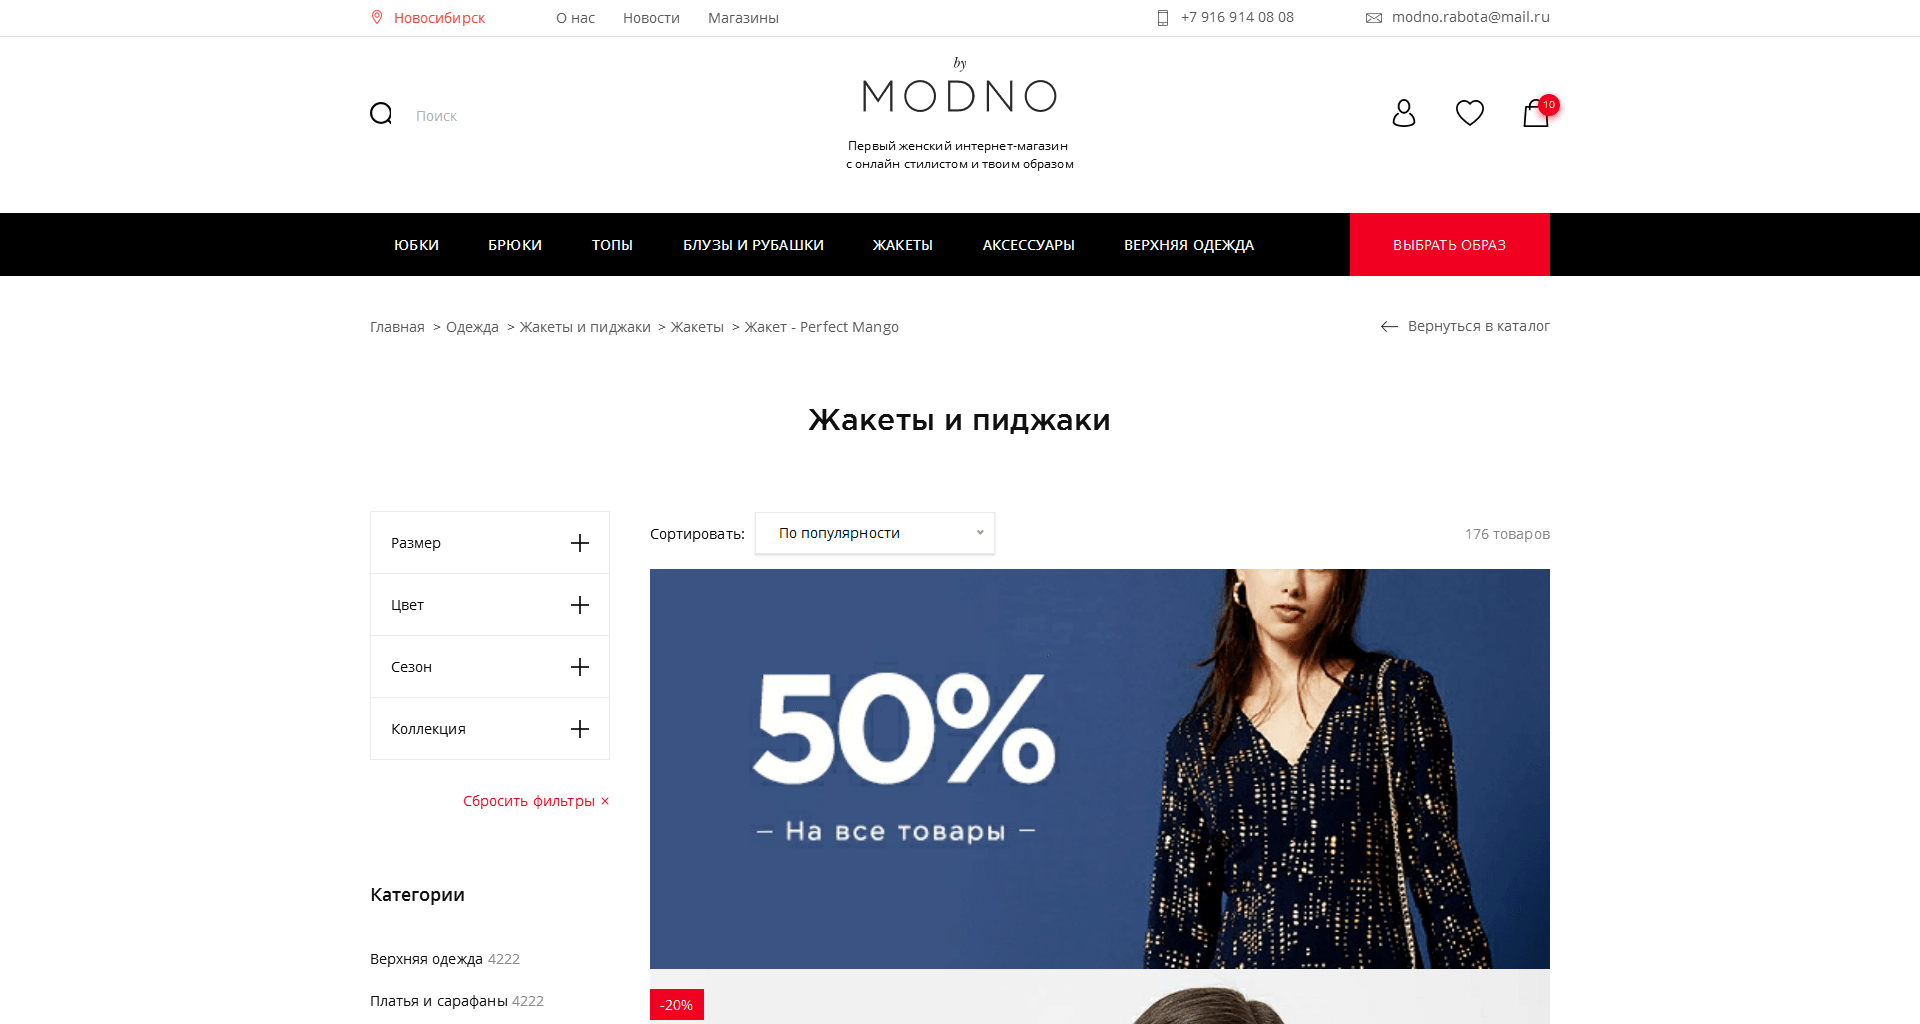 Новосибирск
О нас
Новости
Магазины
+7 916 914 08 08
modno.rabota@mail.ru
by
MODNO
Поиск
10
Первый женский интернет-магазин
с онлайн стилистом и твоим образом
ЮБКИ
БРЮКИ
ТОПЫ
БЛУЗЫ И РУБАШКИ
ЖАКЕТЫ
АКСЕССУАРЫ
ВЕРХНЯЯ ОДЕЖДА
ВЫБРАТЬ ОБРАЗ
Главная > Одежда > Жакеты и пиджаки > Жакеты > Жакет - Perfect Mango
Вернуться в каталог
Жакеты и пиджаки
Размер
Цвет
Сезон
Коллекция
Сбросить фильтры ×
Категории
Верхняя одежда 4222
Платья и сарафаны 4222
Сортировать:
По популярности
176 товаров
50%
– На все товары –
-20%